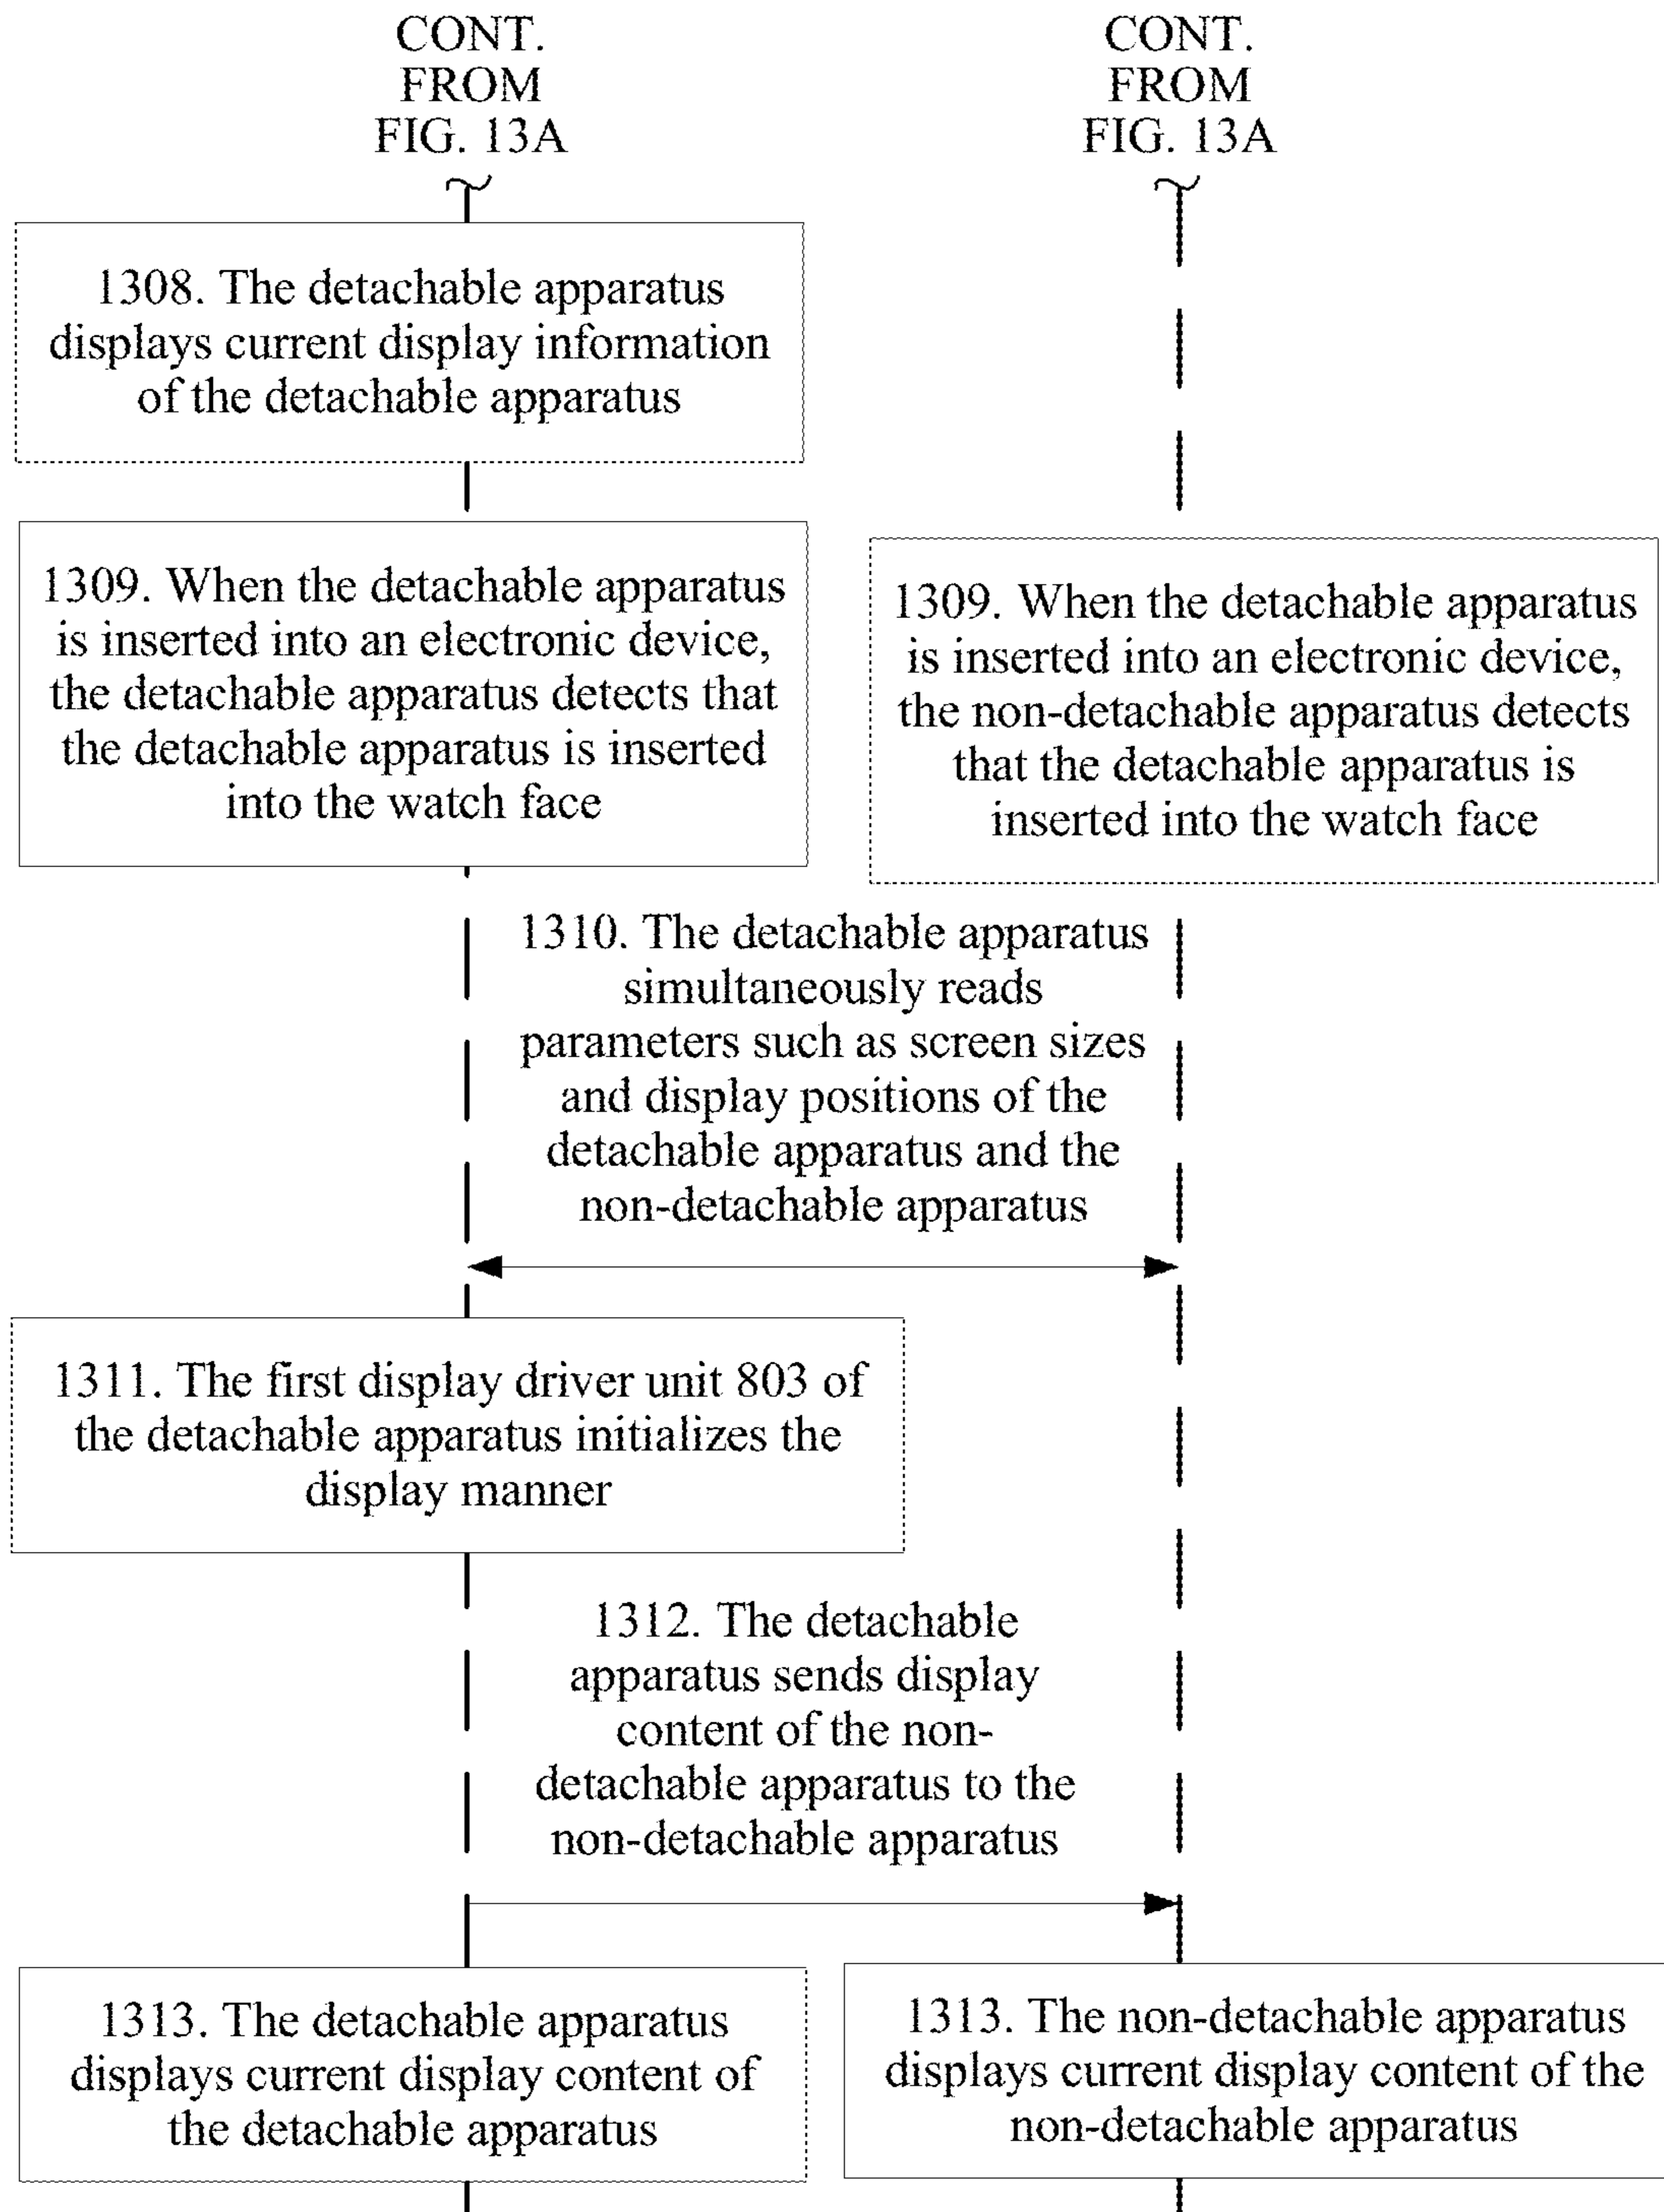 CONT.
FROM
FIG. 13A
CONT.
FROM
FIG. 13A
1308. The detachable apparatus
displays current display information
of the detachable apparatus
1309. When the detachable apparatus
is inserted into an electronic device,
the detachable apparatus detects that
the detachable apparatus is inserted
into the watch face
1309. When the detachable apparatus
is inserted into an electronic device,
the non-detachable apparatus detects
that the detachable apparatus is
inserted into the watch face
1310. The detachable apparatus
simultaneously reads
parameters such as screen sizes
and display positions of the
detachable apparatus and the
non-detachable apparatus
1311. The first display driver unit 803 of
the detachable apparatus initializes the
display manner
1312. The detachable
apparatus sends display
content of the non-
detachable apparatus to the
non-detachable apparatus
1313. The detachable apparatus
displays current display content of
the detachable apparatus
1313. The non-detachable apparatus
displays current display content of the
non-detachable apparatus